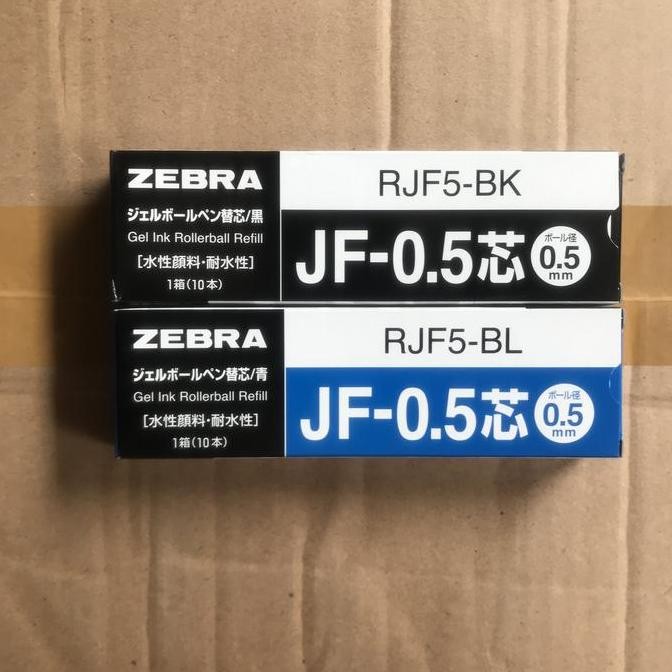 ZEBRA
ジェルボールペン替芯/黒
Gel Ink Rollerball Refill
[水性顔料・耐水性]
1箱(10本)
RJF5-BK
JF-0.5芯
ボール径
0.5
mm
ZEBRA
ジェルボールペン替芯/青
Gel Ink Rollerball Refill
[水性顔料・耐水性]
1箱(10本)
RJF5-BL
JF-0.5芯
ボール径
0.5
mm